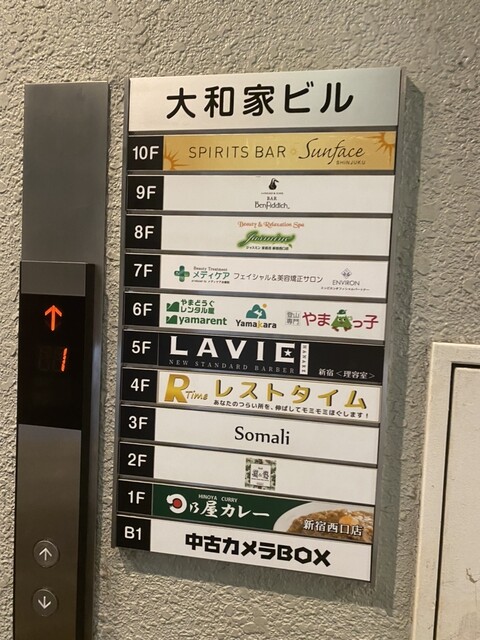 大和家ビル
10F SPIRITS BAR Sunface
SHINJUKU
9F
BAR
Benfiddich
8F Beauty & Relaxation Spa
Jasmine
7F Beauty Treatment
メディケア フェイシャル&美容矯正サロン ENVIRON
6F やまどうぐ
レンタル屋
yamarent
Yamakara
登山
専門 やまっ子
5F LAVIE HANARE
NEW STANDARD BARBER 新宿<理容室>
4F R Time レストタイム
あなたのつらい所を、伸ばしてモミモミほぐします!
3F Somali
2F
1F HINOYA CURRY
日乃屋カレー
新宿西口店
B1 中古カメラBOX
1